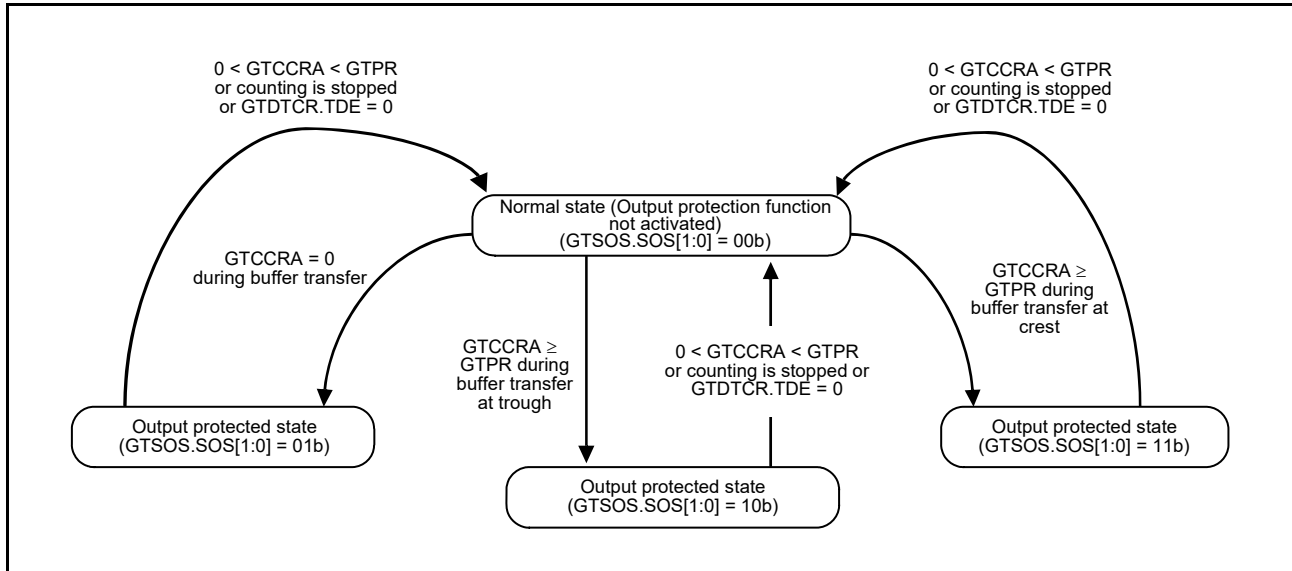 0 < GTCCRA < GTPR
or counting is stopped
or GTDTCR.TDE = 0
0 < GTCCRA < GTPR
or counting is stopped
or GTDTCR.TDE = 0
Normal state (Output protection function
not activated)
(GTSOS.SOS[1:0] = 00b)
GTCCRA = 0
during buffer transfer
GTCCRA ≥
GTPR during
buffer transfer at
crest
GTCCRA ≥
GTPR during
buffer transfer
at trough
0 < GTCCRA < GTPR
or counting is stopped or
GTDTCR.TDE = 0
Output protected state
(GTSOS.SOS[1:0] = 01b)
Output protected state
(GTSOS.SOS[1:0] = 10b)
Output protected state
(GTSOS.SOS[1:0] = 11b)